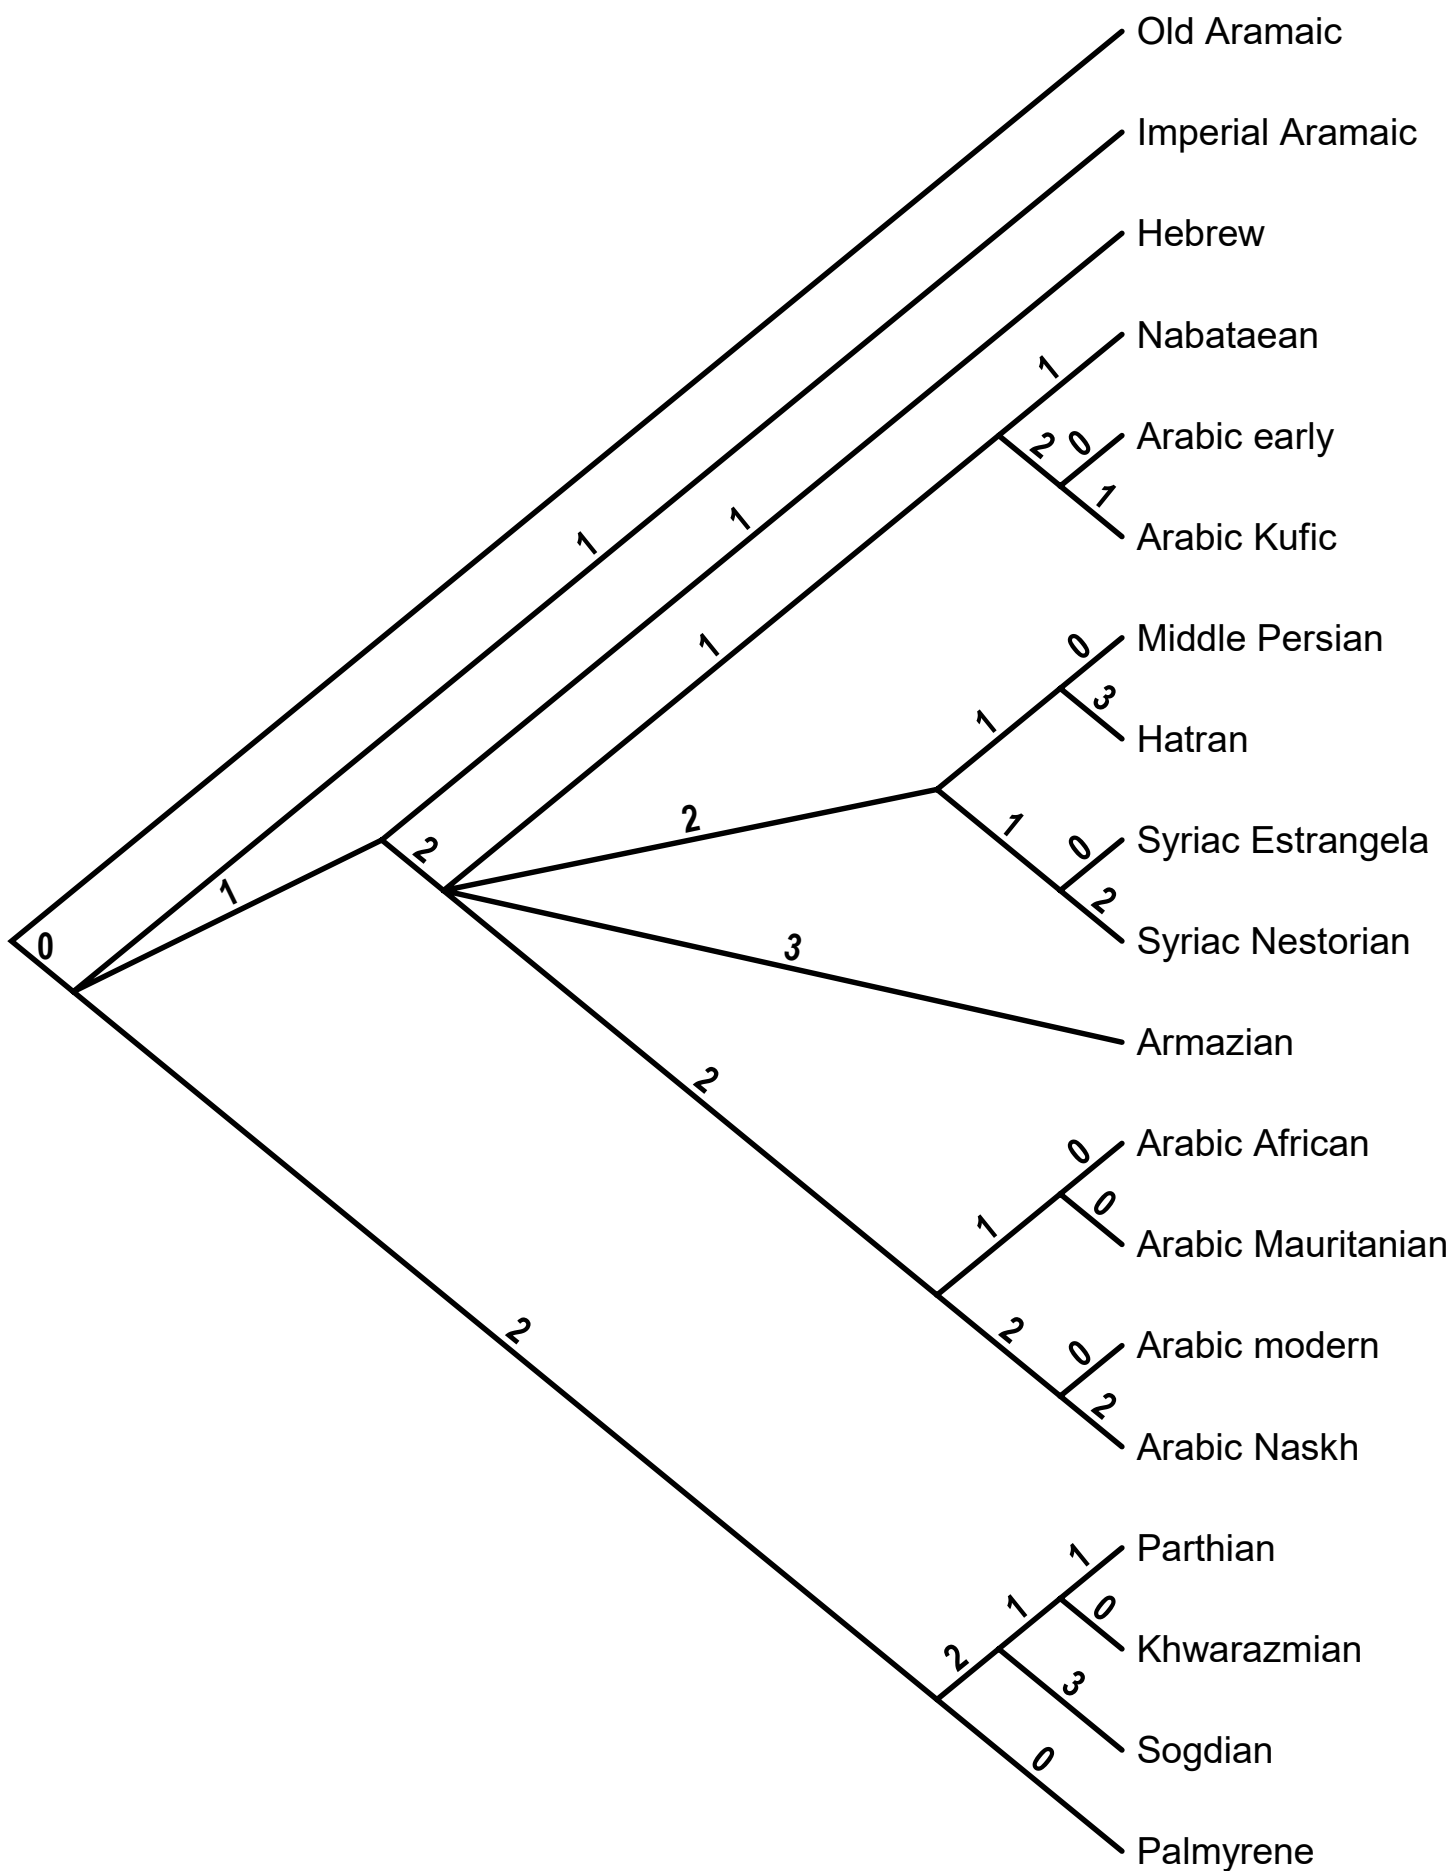 Old Aramaic
Imperial Aramaic
Hebrew
Nabataean
1
2 0
Arabic early
1
Arabic Kufic
1
1
1
0
Middle Persian
3
1
Hatran
2
1
0
Syriac Estrangela
2
Syriac Nestorian
2
1
0
3
Armazian
2
0
Arabic African
0
1
Arabic Mauritanian
2
2
0
Arabic modern
2
Arabic Naskh
1
Parthian
1
0
Khwarazmian
2
3
Sogdian
0
Palmyrene